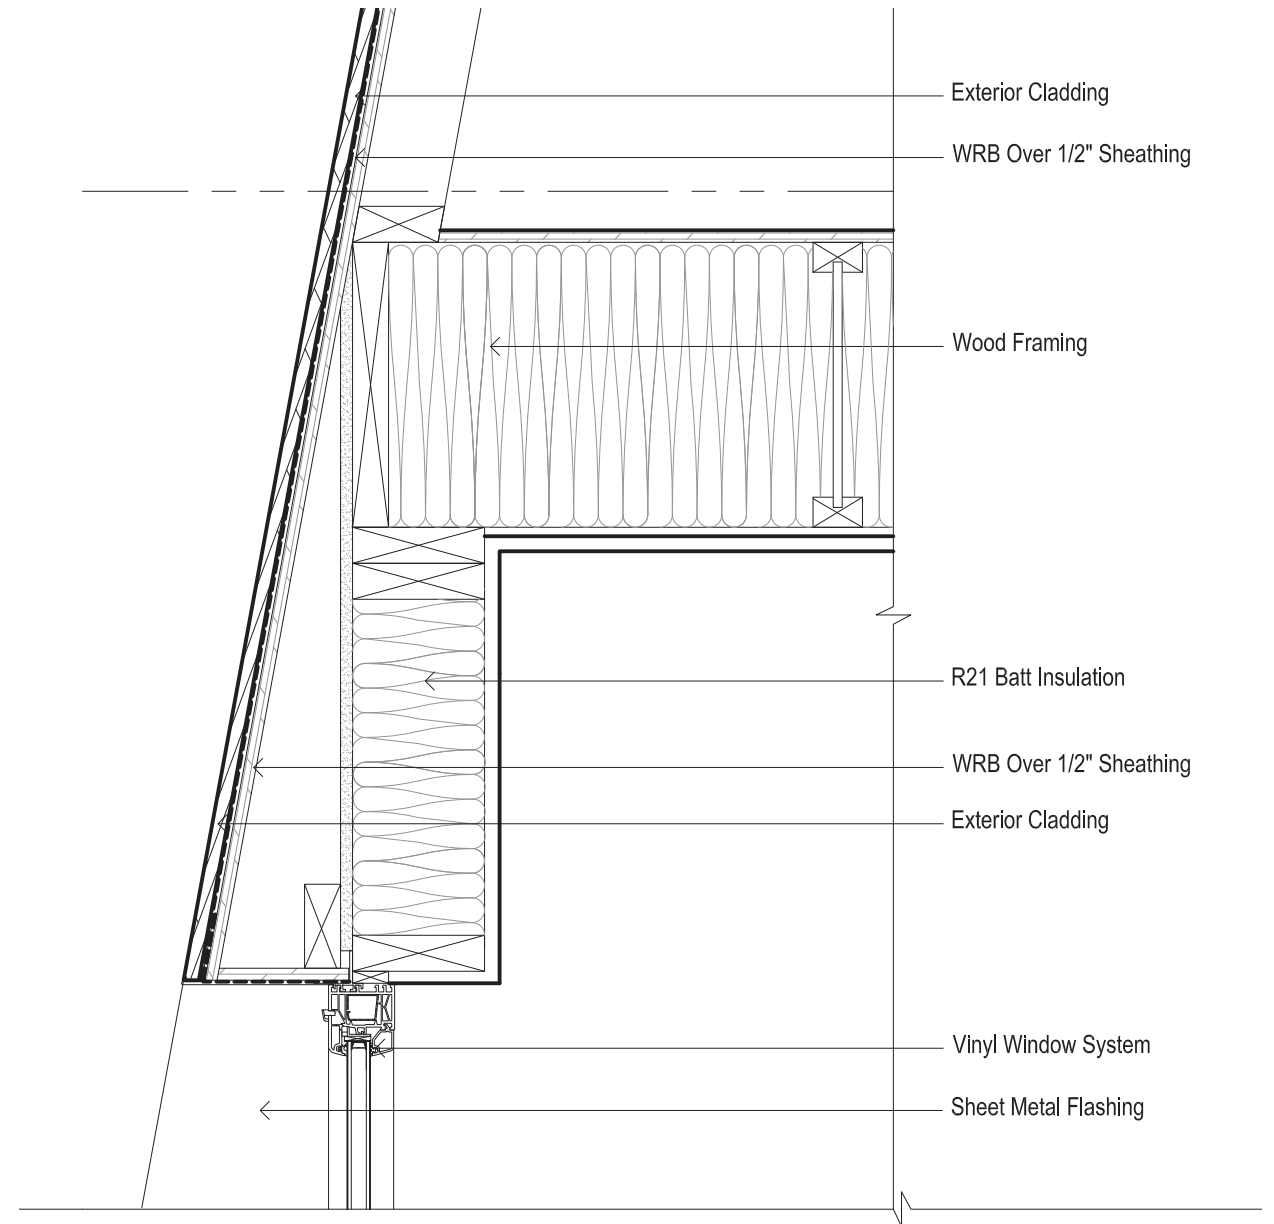 Exterior Cladding
WRB Over 1/2" Sheathing
Wood Framing
R21 Batt Insulation
WRB Over 1/2" Sheathing
Exterior Cladding
Vinyl Window System
Sheet Metal Flashing